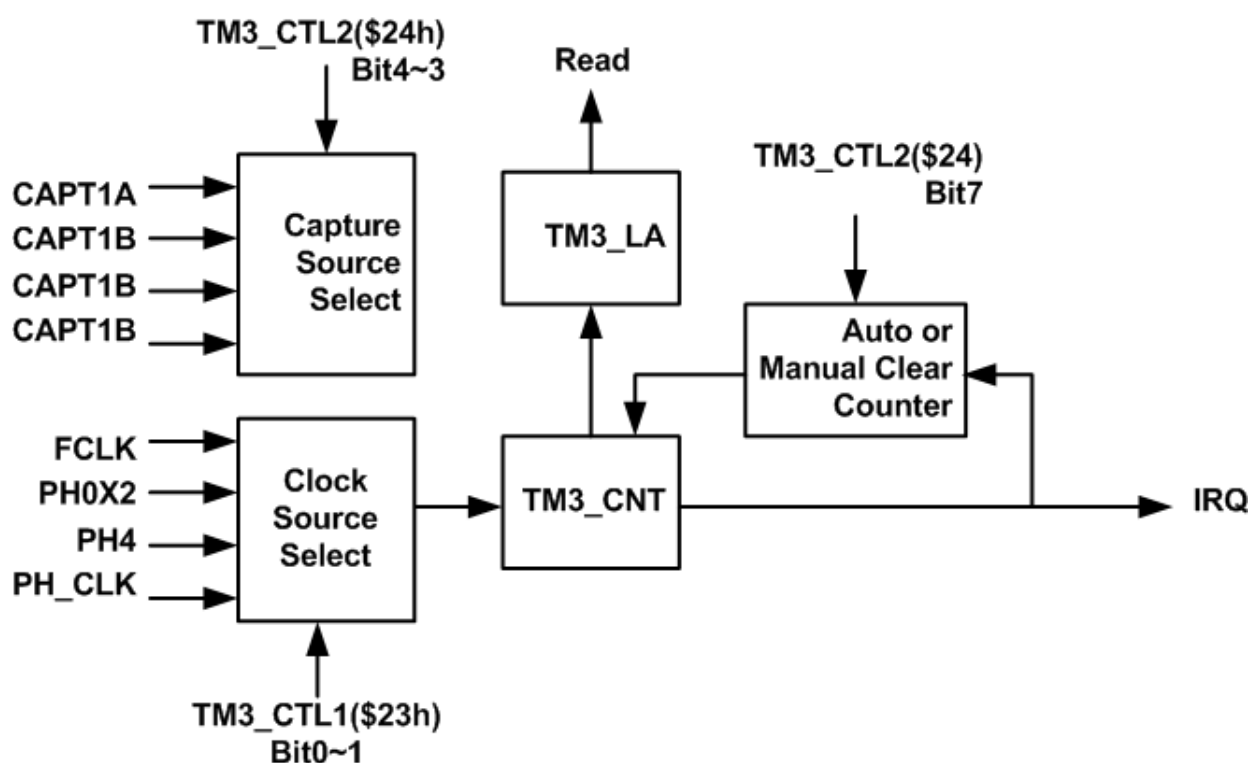 TM3_CTL2($24h)
Bit4~3
Read
TM3_CTL2($24)
Bit7
CAPT1A
CAPT1B
CAPT1B
CAPT1B
Capture
Source
Select
TM3_LA
Auto or
Manual Clear
Counter
FCLK
PH0X2
PH4
PH_CLK
Clock
Source
Select
TM3_CNT
IRQ
TM3_CTL1($23h)
Bit0~1